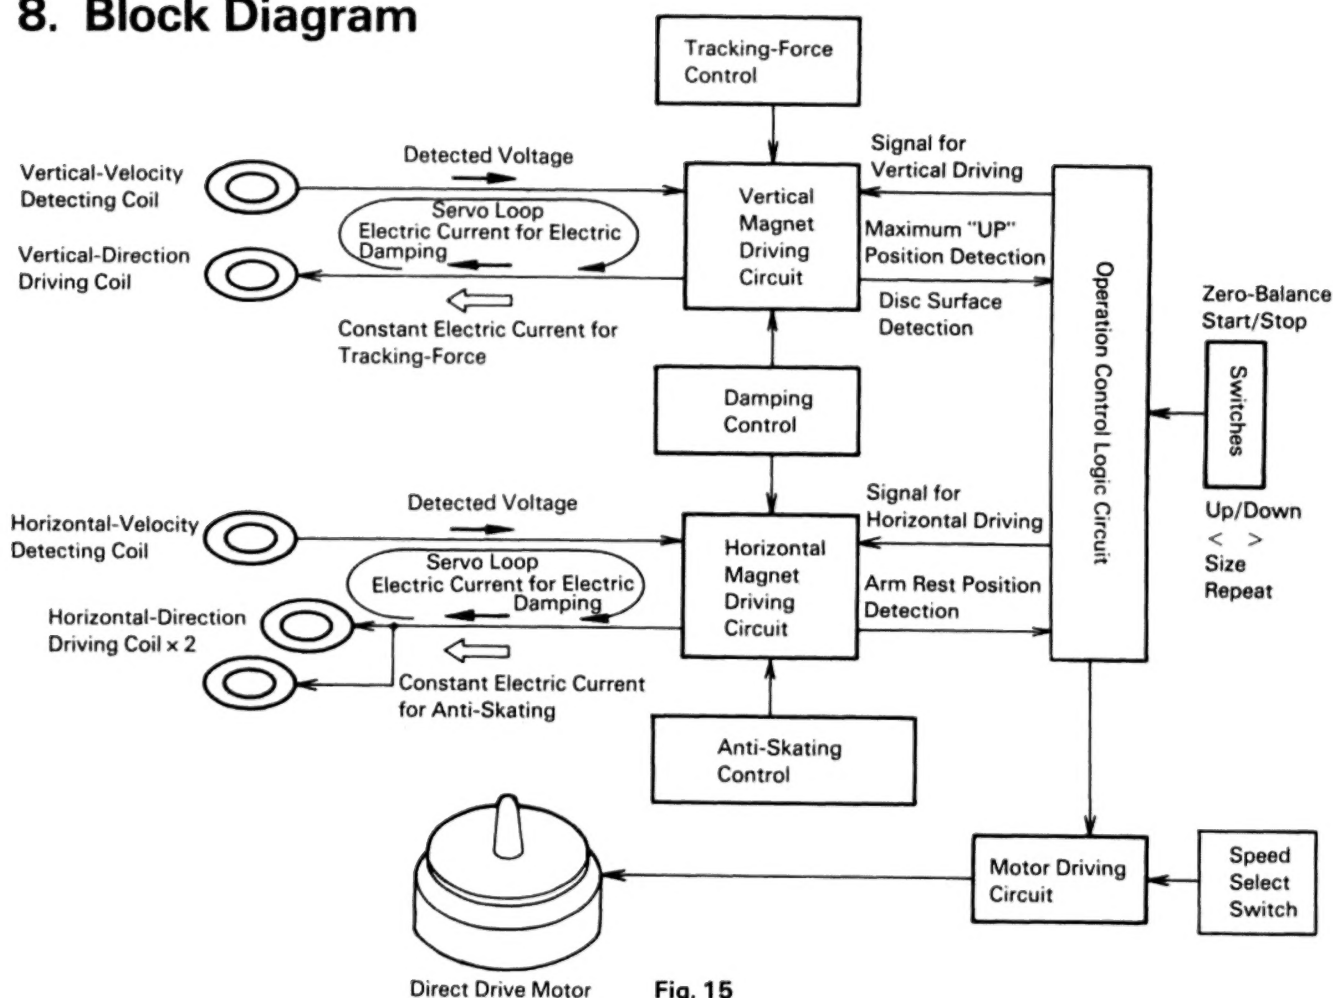 8. Block Diagram
Tracking-Force
Control
Vertical-Velocity
Detecting Coil
Detected Voltage
Servo Loop
Electric Current for Electric
Damping
Vertical-Direction
Driving Coil
Constant Electric Current for
Tracking-Force
Vertical
Magnet
Driving
Circuit
Signal for
Vertical Driving
Maximum "UP"
Position Detection
Disc Surface
Detection
Operation Control Logic Circuit
Zero-Balance
Start/Stop
Switches
Up/Down
< >
Size
Repeat
Damping
Control
Horizontal-Velocity
Detecting Coil
Detected Voltage
Servo Loop
Electric Current for Electric
Damping
Horizontal-Direction
Driving Coil x 2
Constant Electric Current
for Anti-Skating
Horizontal
Magnet
Driving
Circuit
Signal for
Horizontal Driving
Arm Rest Position
Detection
Anti-Skating
Control
Motor Driving
Circuit
Speed
Select
Switch
Direct Drive Motor
Fig. 15